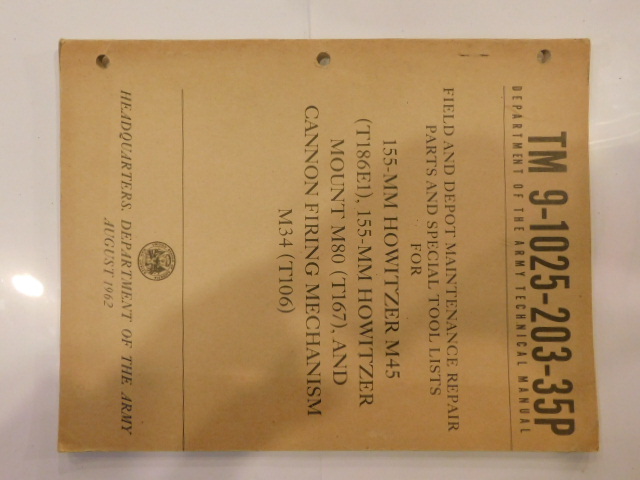 TM 9-1025-203-35P
DEPARTMENT OF THE ARMY TECHNICAL MANUAL
FIELD AND DEPOT MAINTENANCE REPAIR
PARTS AND SPECIAL TOOL LISTS
FOR
155-MM HOWITZER M45
(T186E1), 155-MM HOWITZER
MOUNT M80 (T167), AND
CANNON FIRING MECHANISM
M34 (T106)
HEADQUARTERS, DEPARTMENT OF THE ARMY
AUGUST 1962